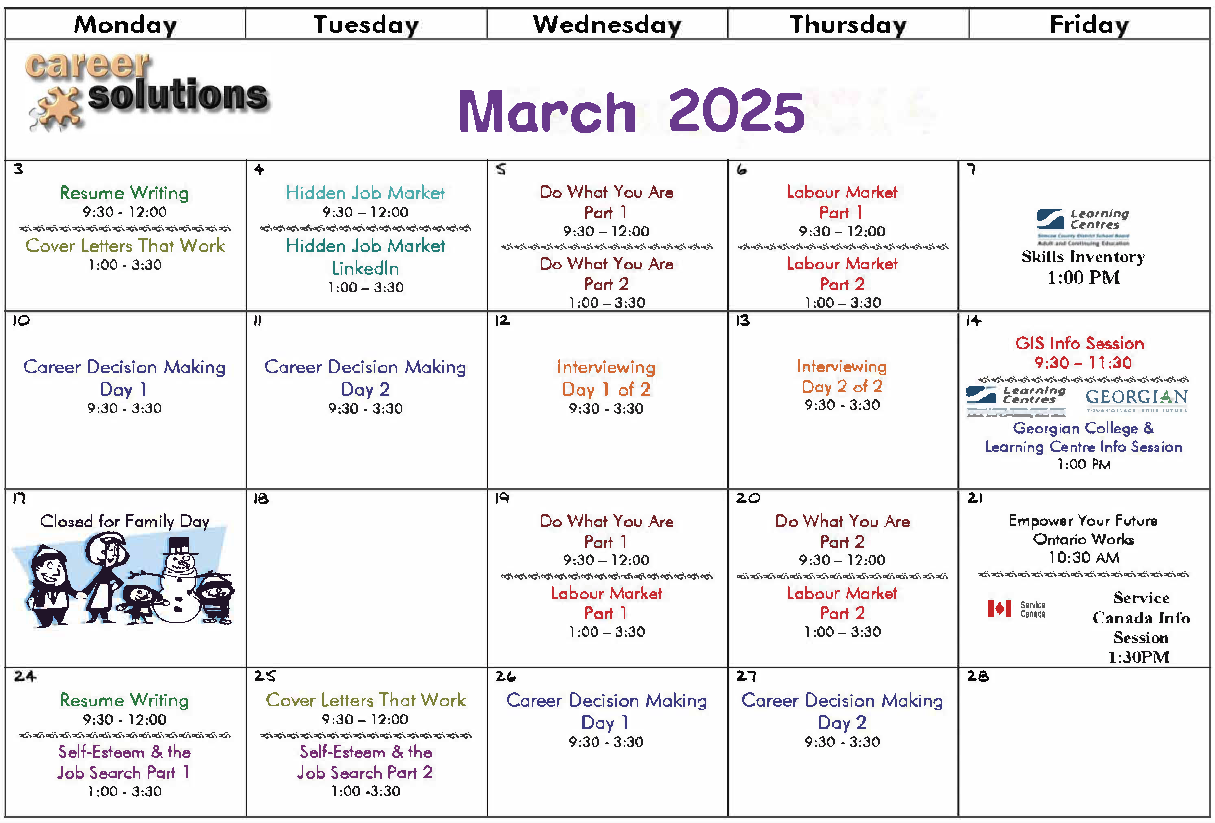 Monday Tuesday Wednesday Thursday Friday
career
solutions
March 2025
3
Resume Writing
9:30 - 12:00
Cover Letters That Work
1:00 - 3:30
4
Hidden Job Market
9:30 – 12:00
Hidden Job Market
LinkedIn
1:00 – 3:30
5
Do What You Are
Part 1
9:30 – 12:00
Do What You Are
Part 2
1:00 – 3:30
6
Labour Market
Part 1
9:30 – 12:00
Labour Market
Part 2
1:00 – 3:30
7
Learning
Centres
Simcoe County District School Board
Adult and Continuing Education
Skills Inventory
1:00 PM
10
Career Decision Making
Day 1
9:30 - 3:30
11
Career Decision Making
Day 2
9:30 - 3:30
12
Interviewing
Day 1 of 2
9:30 - 3:30
13
Interviewing
Day 2 of 2
9:30 - 3:30
14
GIS Info Session
9:30 – 11:30
Learning
Centres
GEORGIAN
Georgian College &
Learning Centre Info Session
1:00 PM
17
Closed for Family Day
18
19
Do What You Are
Part 1
9:30 – 12:00
Labour Market
Part 1
1:00 – 3:30
20
Do What You Are
Part 2
9:30 – 12:00
Labour Market
Part 2
1:00 – 3:30
21
Empower Your Future
Ontario Works
10:30 AM
Service
Canada
Service
Canada Info
Session
1:30PM
24
Resume Writing
9:30 - 12:00
Self-Esteem & the
Job Search Part 1
1:00 - 3:30
25
Cover Letters That Work
9:30 – 12:00
Self-Esteem & the
Job Search Part 2
1:00 -3:30
26
Career Decision Making
Day 1
9:30 - 3:30
27
Career Decision Making
Day 2
9:30 - 3:30
28